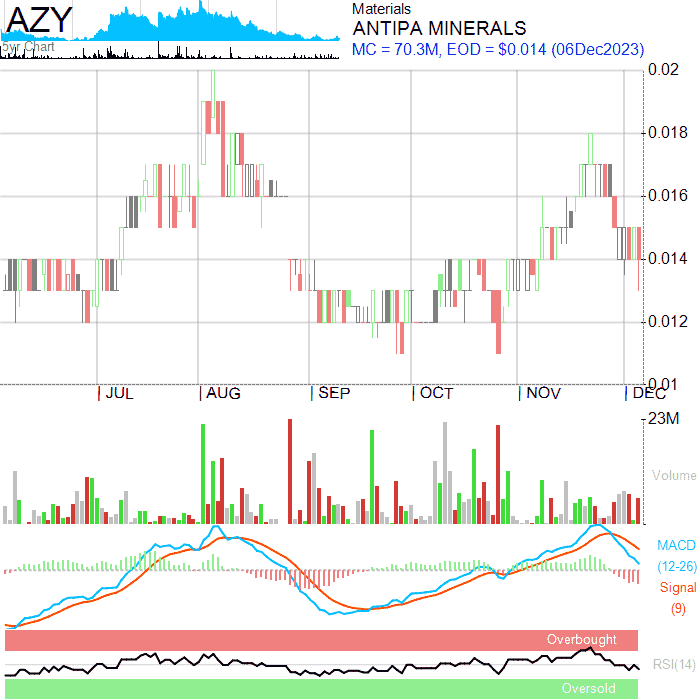 AZY
5yr Chart
Materials
ANTIPA MINERALS
MC = 70.3M, EOD = $0.014 (06Dec2023)
0.02
0.018
0.016
0.014
0.012
0.01
JUL AUG SEP OCT NOV DEC
23M
Volume
MACD
(12-26)
Signal
(9)
Overbought
RSI(14)
Oversold